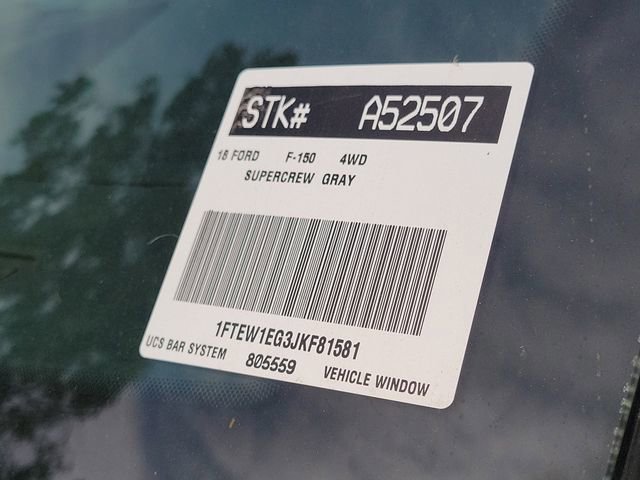 STK# A52507
18 FORD F-150 4WD
SUPERCREW GRAY
1FTEW1EG3JKF81581
UCS BAR SYSTEM 805559 VEHICLE WINDOW